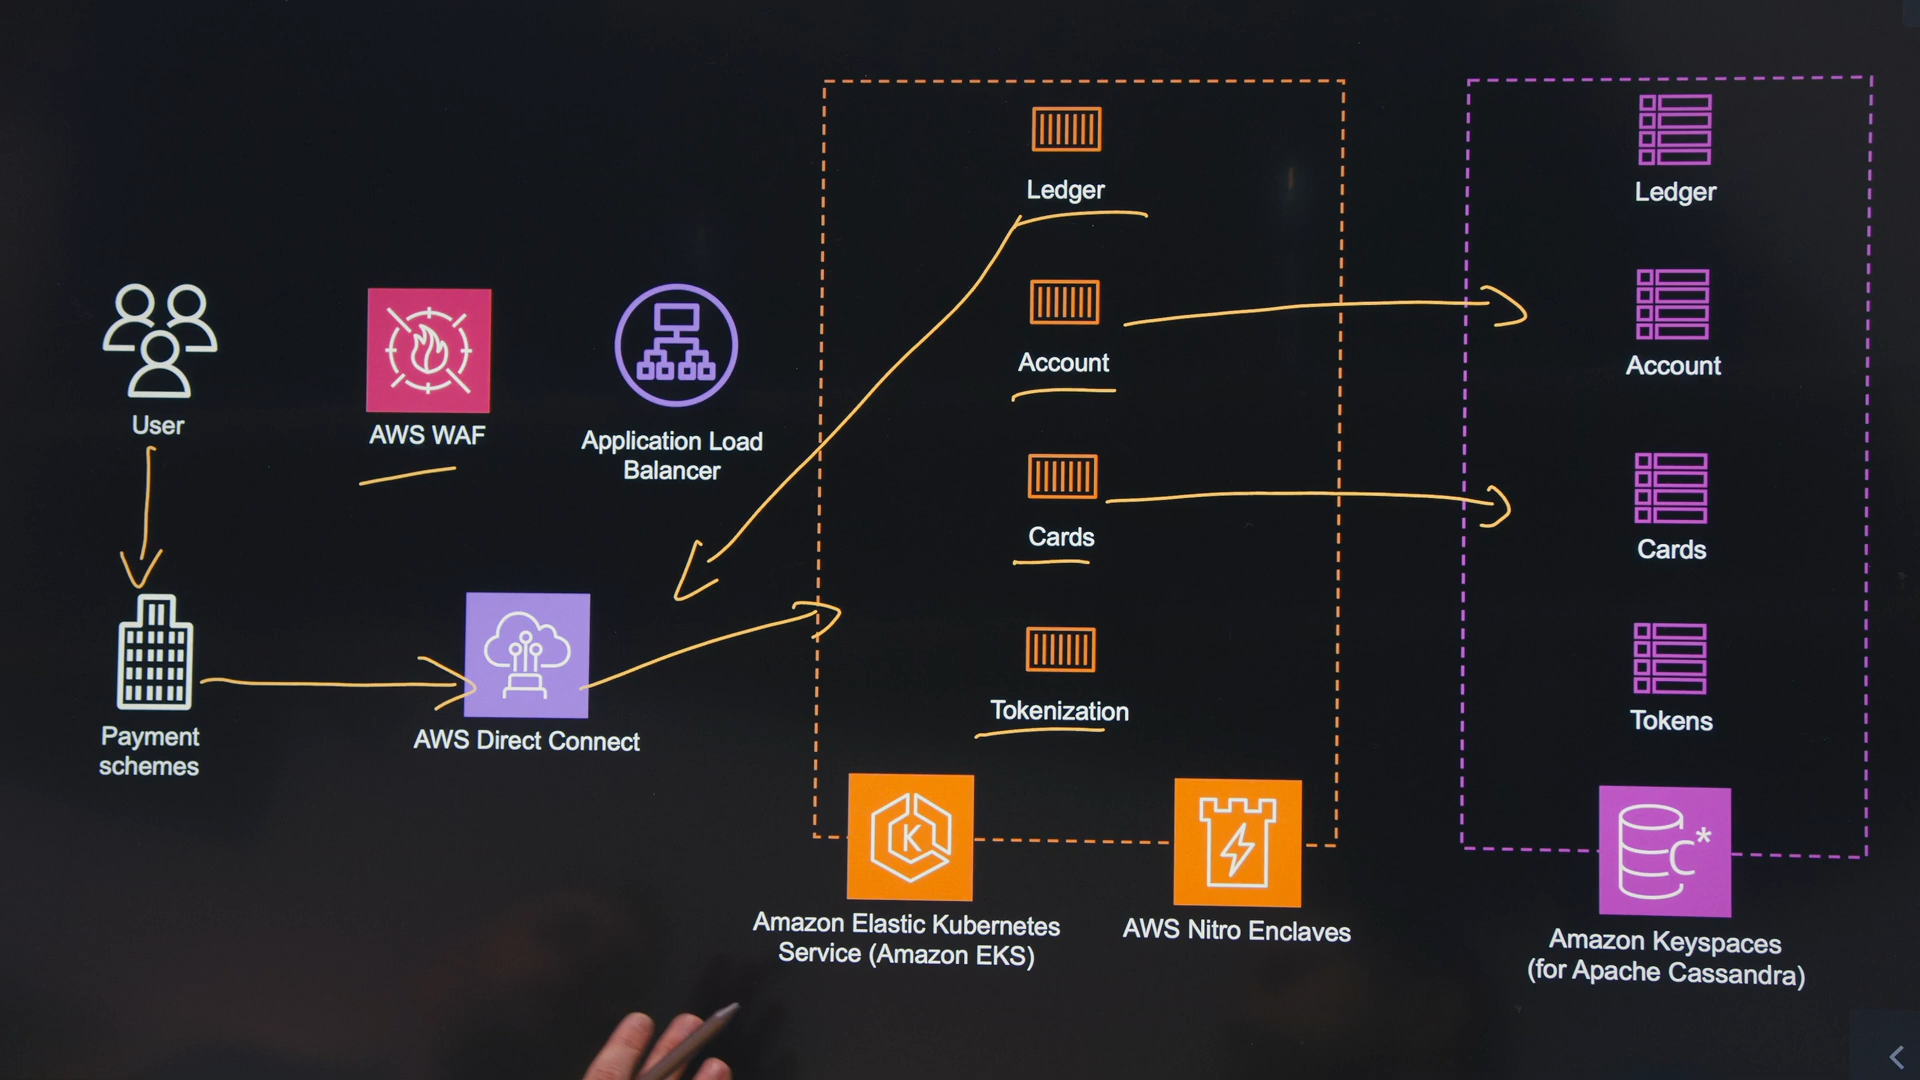 User
AWS WAF
Application Load
Balancer
Payment
schemes
AWS Direct Connect
Ledger
Account
Cards
Tokenization
K
Amazon Elastic Kubernetes
Service (Amazon EKS)
AWS Nitro Enclaves
Ledger
Account
Cards
Tokens
C*
Amazon Keyspaces
(for Apache Cassandra)